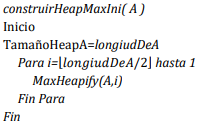 construirHeapMaxIni( A )
Inicio
TamañoHeapA=longiudDeA
Para i=⌊longiudDeA/2⌋ hasta 1
MaxHeapify(A,i)
Fin Para
Fin